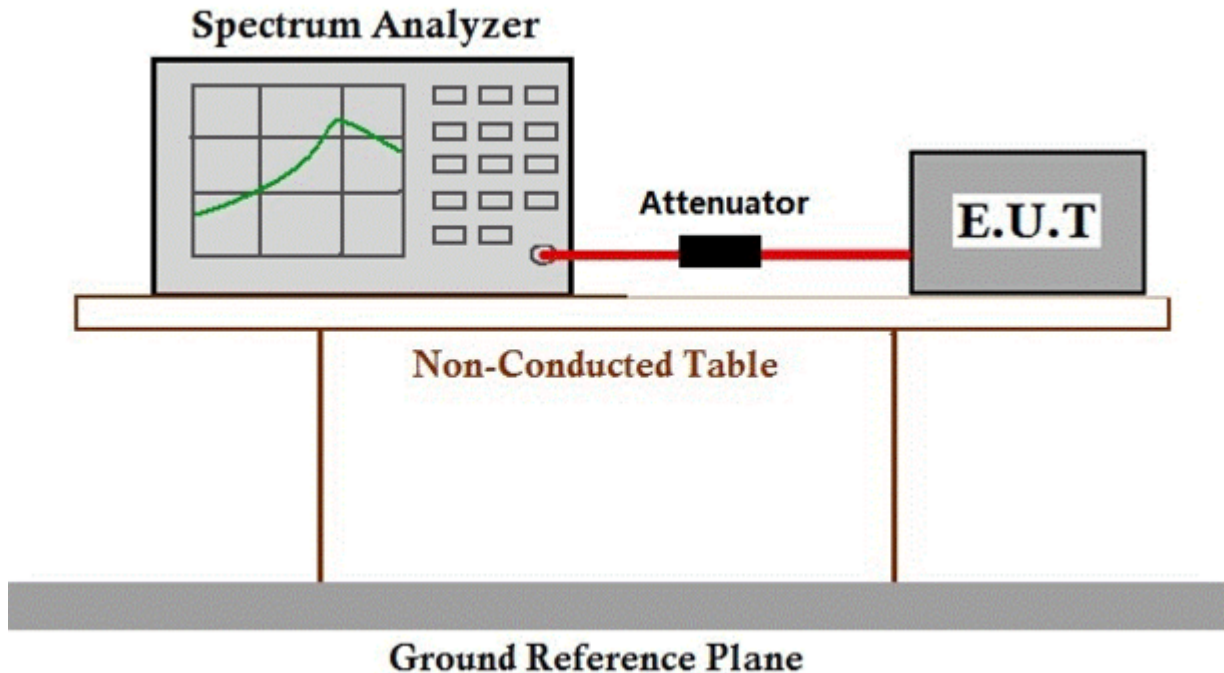 Spectrum Analyzer
Attenuator
E.U.T
Non-Conducted Table
Ground Reference Plane